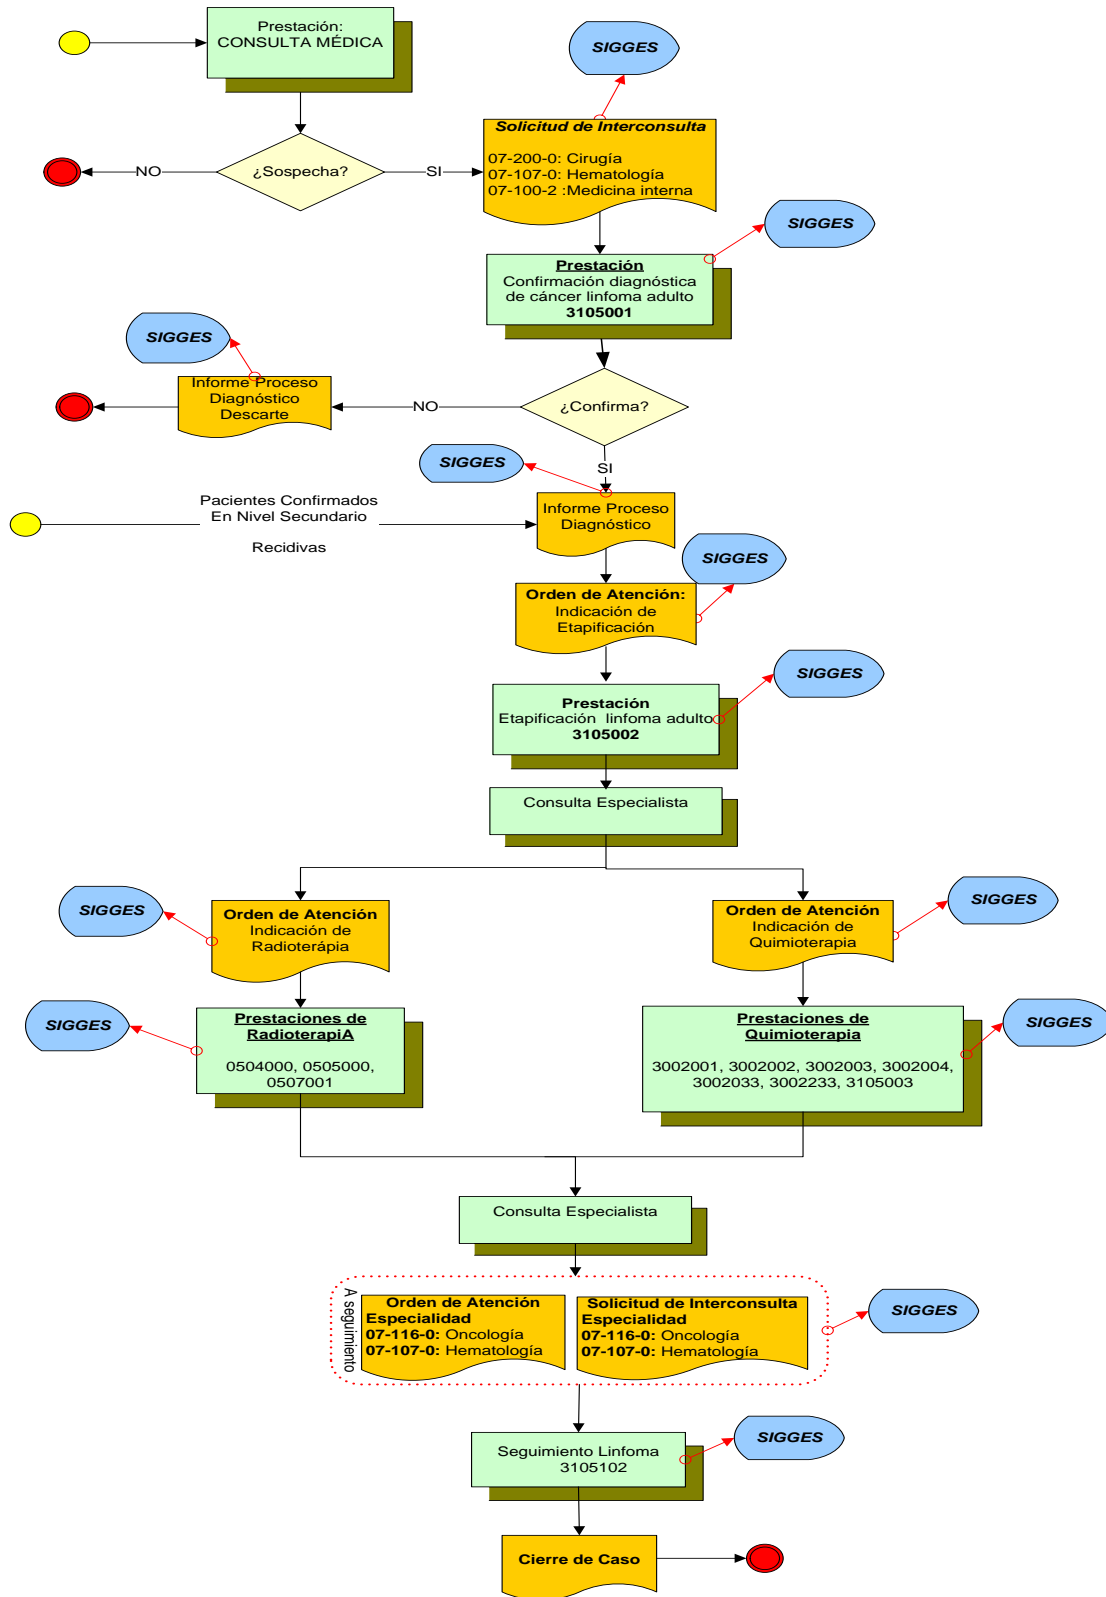 Prestación:
CONSULTA MÉDICA
SIGGES
Solicitud de Interconsulta
07-200-0: Cirugía
07-107-0: Hematología
07-100-2 :Medicina interna
NO
¿Sospecha?
SI
SIGGES
Prestación
Confirmación diagnóstica
de cáncer linfoma adulto
3105001
SIGGES
Informe Proceso
Diagnóstico
Descarte
NO
¿Confirma?
SI
SIGGES
Pacientes Confirmados
En Nivel Secundario
Recidivas
Informe Proceso
Diagnóstico
SIGGES
Orden de Atención:
Indicación de
Etapificación
SIGGES
Prestación
Etapificación linfoma adulto
3105002
Consulta Especialista
SIGGES
Orden de Atención
Indicación de
Radioterápia
Orden de Atención
Indicación de
Quimioterapia
SIGGES
SIGGES
Prestaciones de
RadioterapiA
0504000, 0505000,
0507001
Prestaciones de
Quimioterapia
3002001, 3002002, 3002003, 3002004,
3002033, 3002233, 3105003
SIGGES
Consulta Especialista
A seguimiento
Orden de Atención
Especialidad
07-116-0: Oncología
07-107-0: Hematología
Solicitud de Interconsulta
Especialidad
07-116-0: Oncología
07-107-0: Hematología
SIGGES
Seguimiento Linfoma
3105102
SIGGES
Cierre de Caso